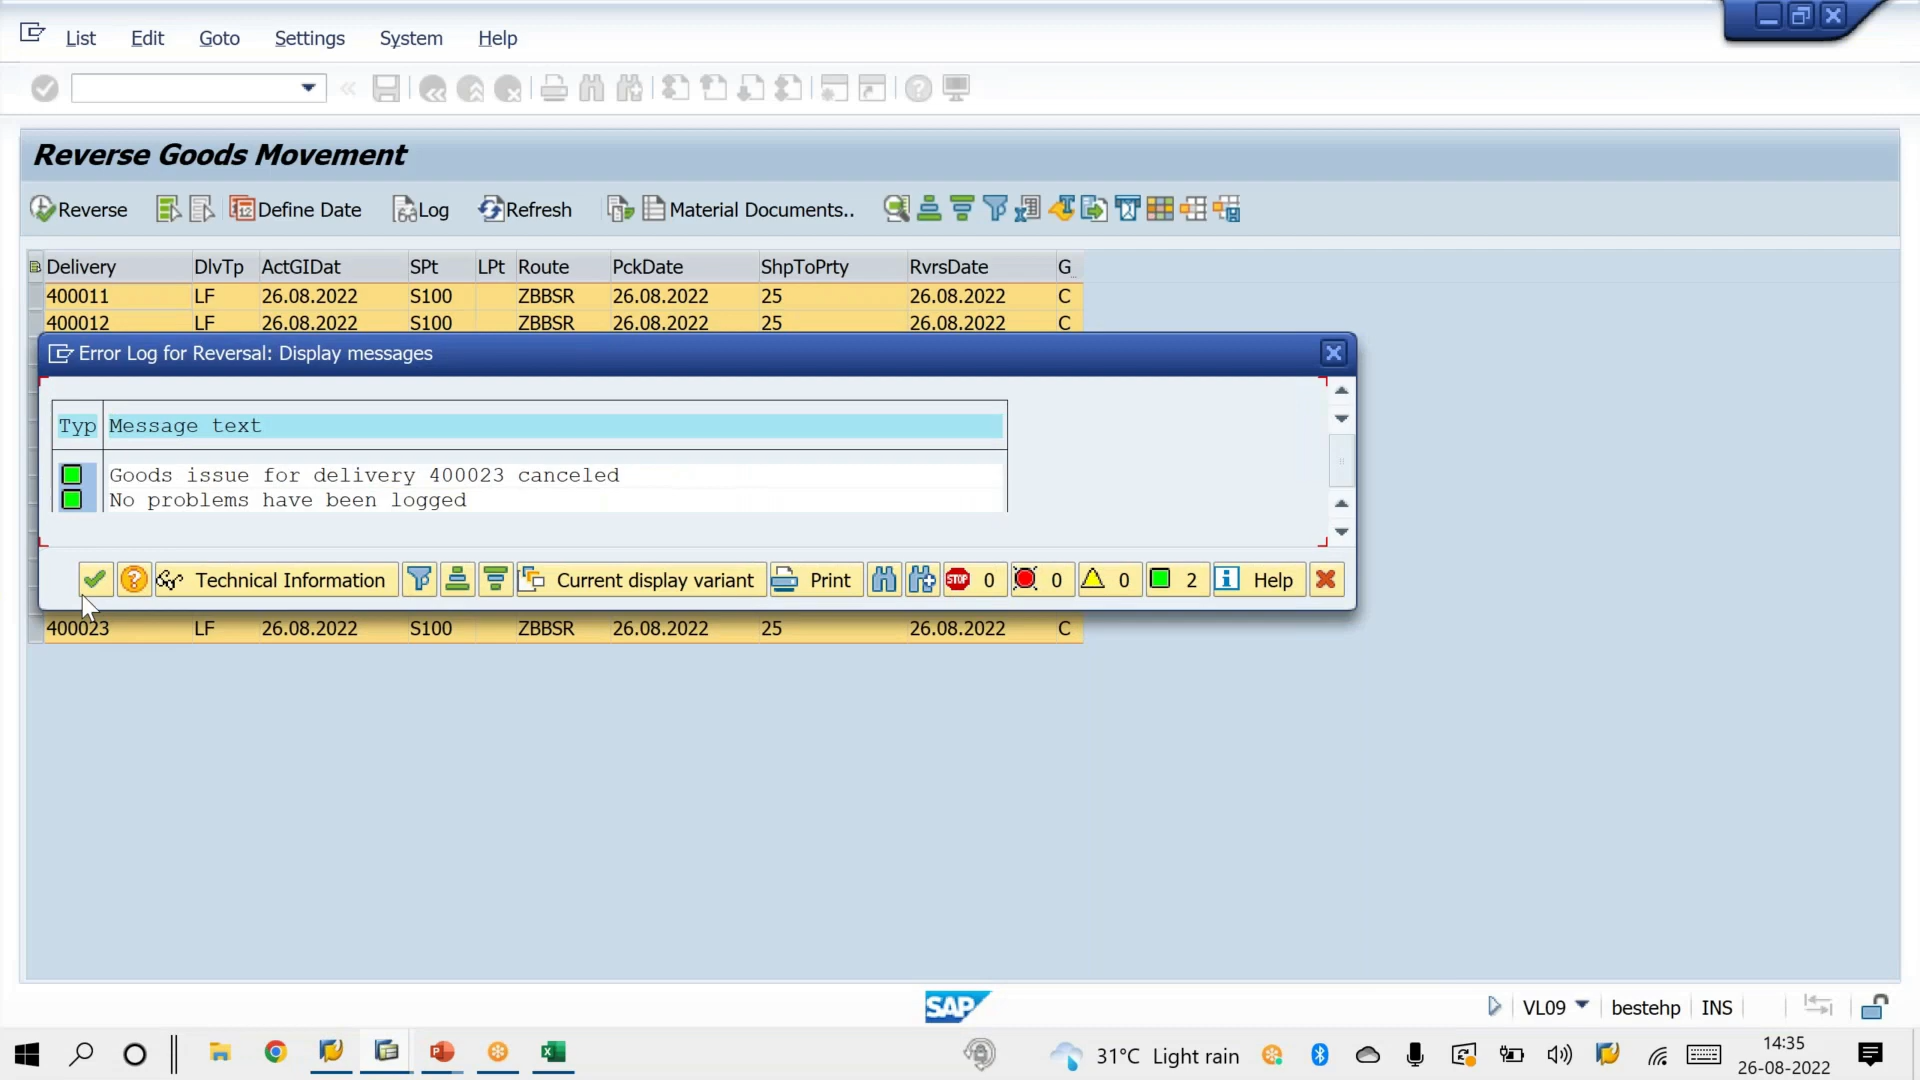 List Edit Goto Settings System Help
Reverse Goods Movement
Reverse Define Date Log Refresh Material Documents..
Delivery DlvTp ActGIDat SPt LPt Route PckDate ShpToPrty RvrsDate G
400011 LF 26.08.2022 S100 ZBBSR 26.08.2022 25 26.08.2022 C
400012 LF 26.08.2022 S100 ZBBSR 26.08.2022 25 26.08.2022 C
Error Log for Reversal: Display messages
Typ Message text
Goods issue for delivery 400023 canceled
No problems have been logged
Technical Information Current display variant Print STOP 0 0 0 2 Help
400023 LF 26.08.2022 S100 ZBBSR 26.08.2022 25 26.08.2022 C
SAP VL09 bestehp INS
31°C Light rain 14:35
26-08-2022